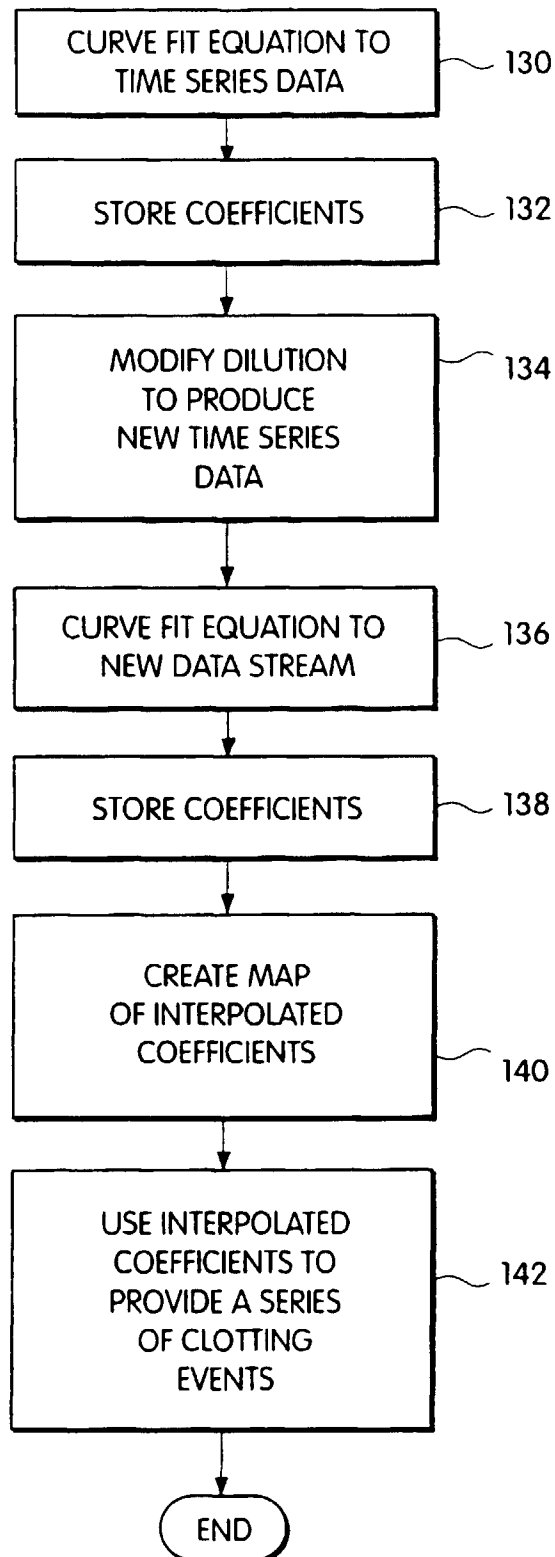 CURVE FIT EQUATION TO
TIME SERIES DATA
130
STORE COEFFICIENTS
132
MODIFY DILUTION
TO PRODUCE
NEW TIME SERIES
DATA
134
CURVE FIT EQUATION TO
NEW DATA STREAM
136
STORE COEFFICIENTS
138
CREATE MAP
OF INTERPOLATED
COEFFICIENTS
140
USE INTERPOLATED
COEFFICIENTS TO
PROVIDE A SERIES
OF CLOTTING
EVENTS
142
END